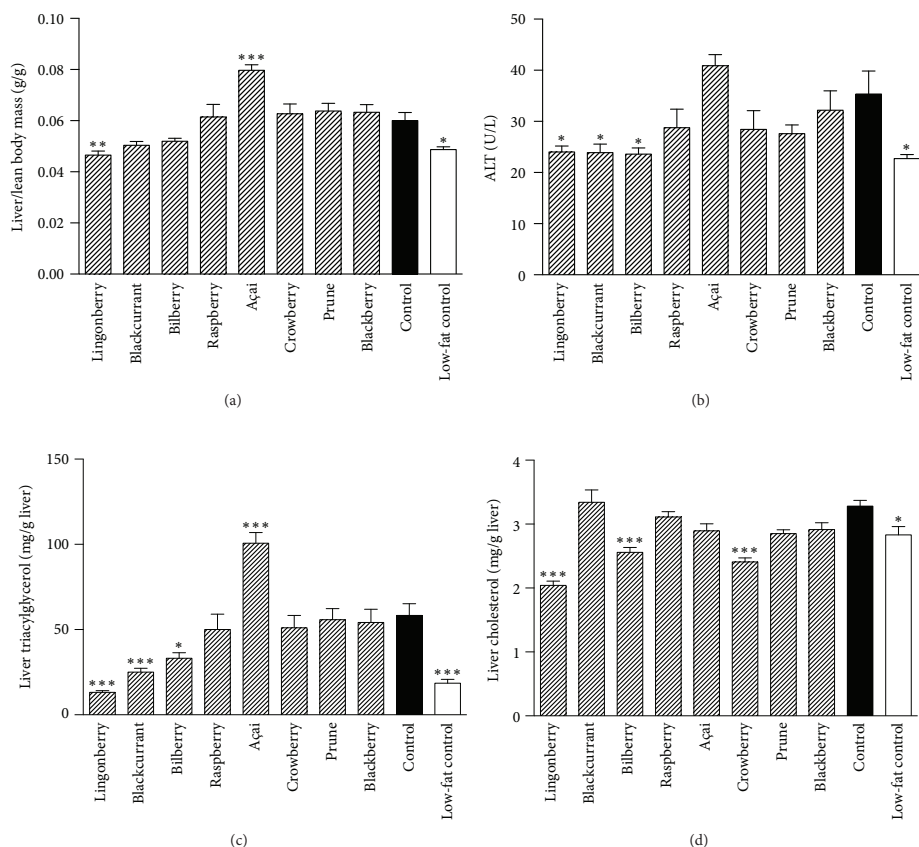 0.10
0.08
0.06
0.04
0.02
0.00
Liver/lean body mass (g/g)
**
***
*
Lingonberry
Blackcurrant
Bilberry
Raspberry
Açai
Crowberry
Prune
Blackberry
Control
Low-fat control
(a)
50
40
30
20
10
0
ALT (U/L)
*
*
*
*
Lingonberry
Blackcurrant
Bilberry
Raspberry
Açai
Crowberry
Prune
Blackberry
Control
Low-fat control
(b)
150
100
50
0
Liver triacylglycerol (mg/g liver)
***
***
*
***
***
Lingonberry
Blackcurrant
Bilberry
Raspberry
Açai
Crowberry
Prune
Blackberry
Control
Low-fat control
(c)
4
3
2
1
0
Liver cholesterol (mg/g liver)
***
***
***
*
Lingonberry
Blackcurrant
Bilberry
Raspberry
Açai
Crowberry
Prune
Blackberry
Control
Low-fat control
(d)